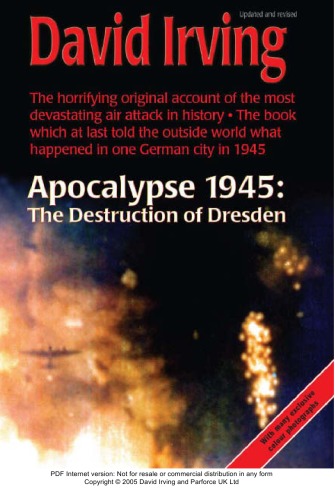 Updated and revised
David Irving
The horrifying original account of the most
devastating air attack in history • The book
which at last told the outside world what
happened in one German city in 1945
Apocalypse 1945:
The Destruction of Dresden
With many exclusive
colour photographs
PDF Internet version: Not for resale or commercial distribution in any form
Copyright © 2005 David Irving and Parforce UK Ltd